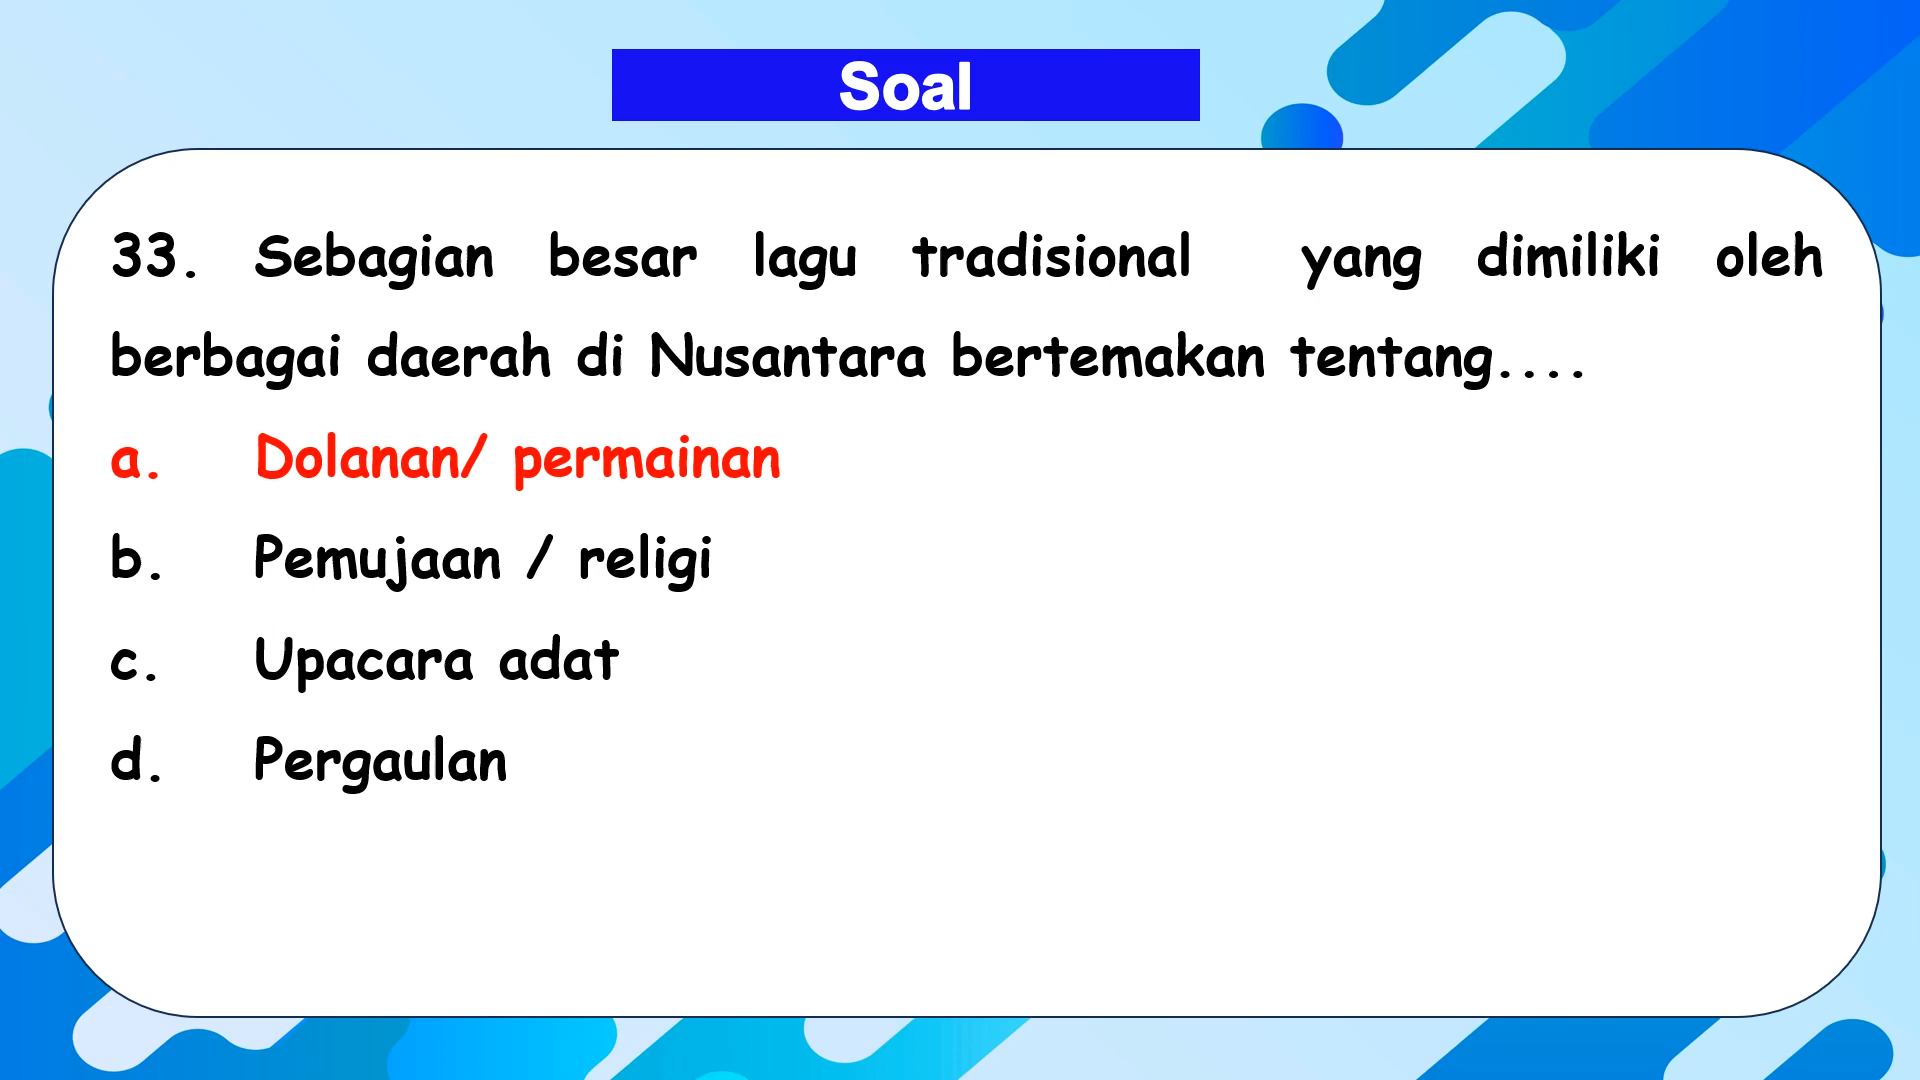 Soal
33. Sebagian besar lagu tradisional yang dimiliki oleh
berbagai daerah di Nusantara bertemakan tentang....
a. Dolanan/ permainan
b. Pemujaan / religi
c. Upacara adat
d. Pergaulan